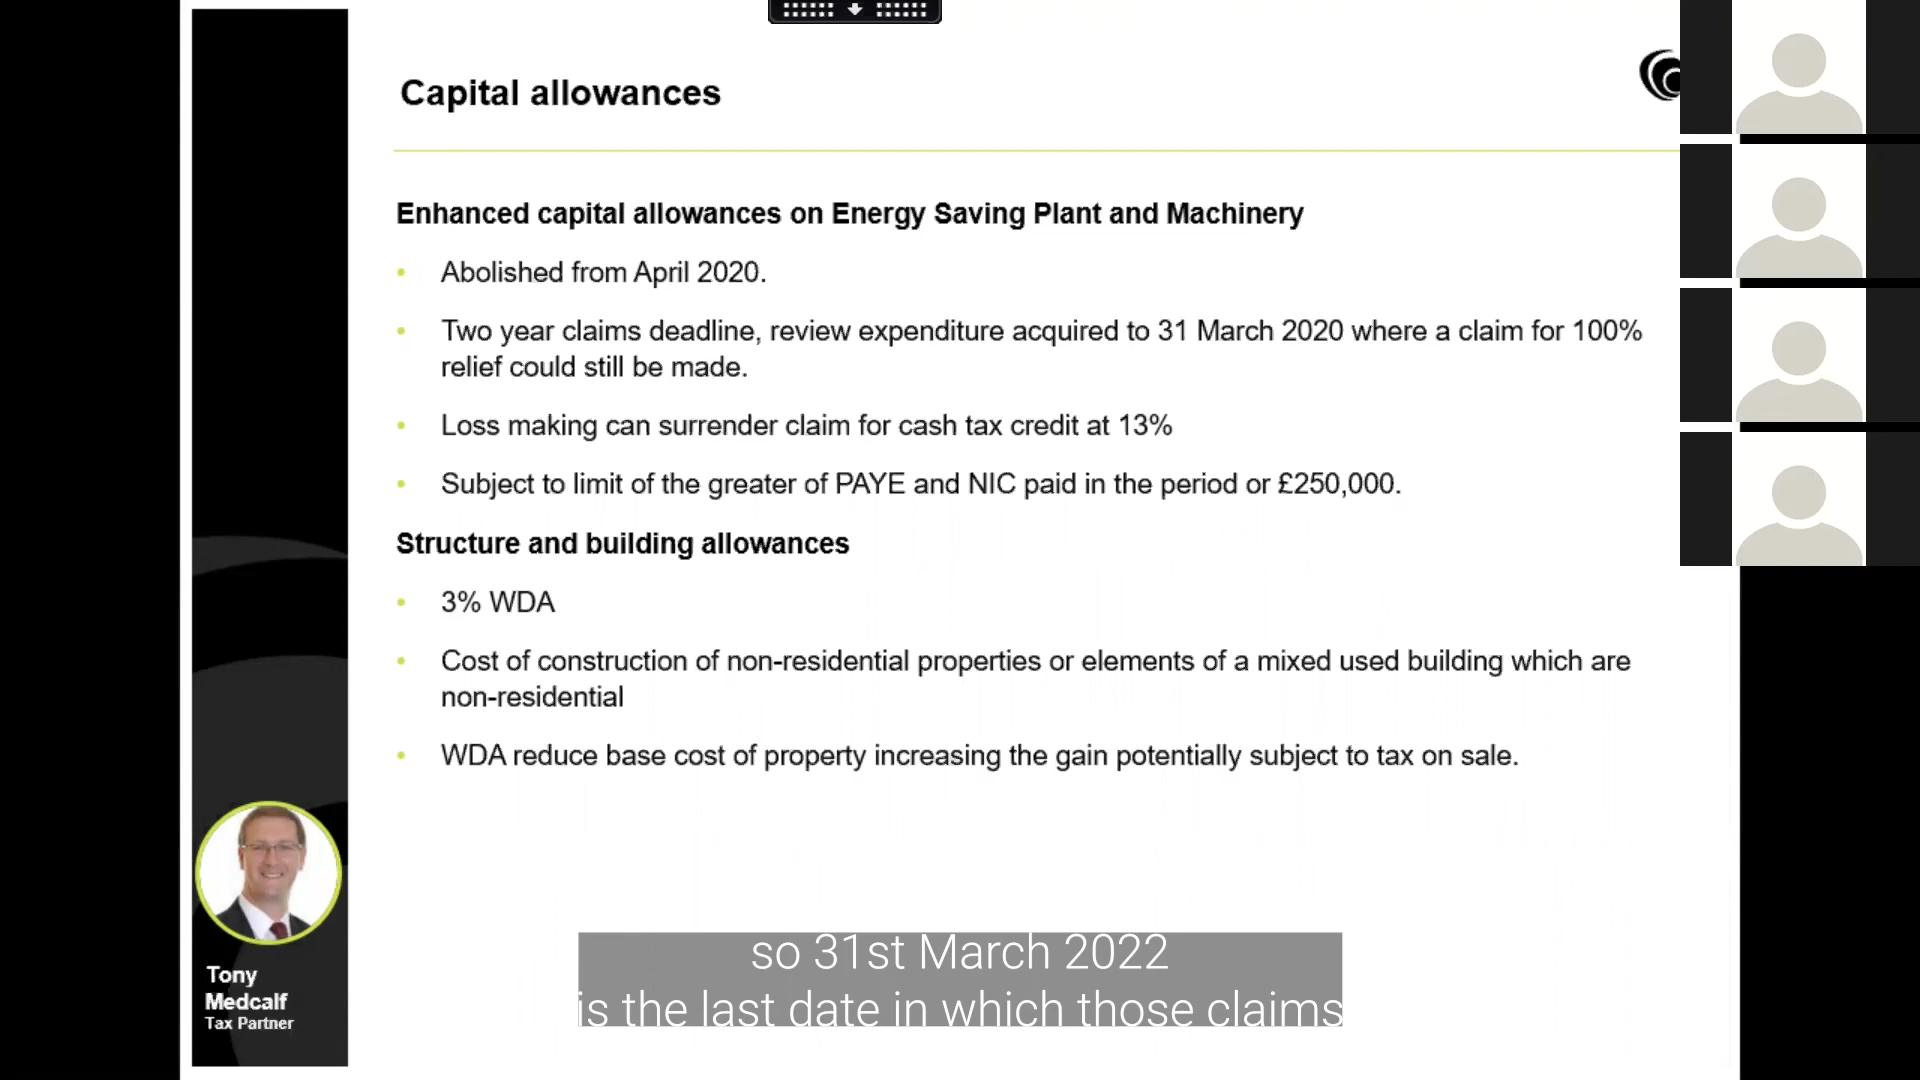 Capital allowances
Enhanced capital allowances on Energy Saving Plant and Machinery
• Abolished from April 2020.
• Two year claims deadline, review expenditure acquired to 31 March 2020 where a claim for 100%
relief could still be made.
• Loss making can surrender claim for cash tax credit at 13%
• Subject to limit of the greater of PAYE and NIC paid in the period or £250,000.
Structure and building allowances
• 3% WDA
• Cost of construction of non-residential properties or elements of a mixed used building which are
non-residential
• WDA reduce base cost of property increasing the gain potentially subject to tax on sale.
Tony
Medcalf
Tax Partner
so 31st March 2022
is the last date in which those claims